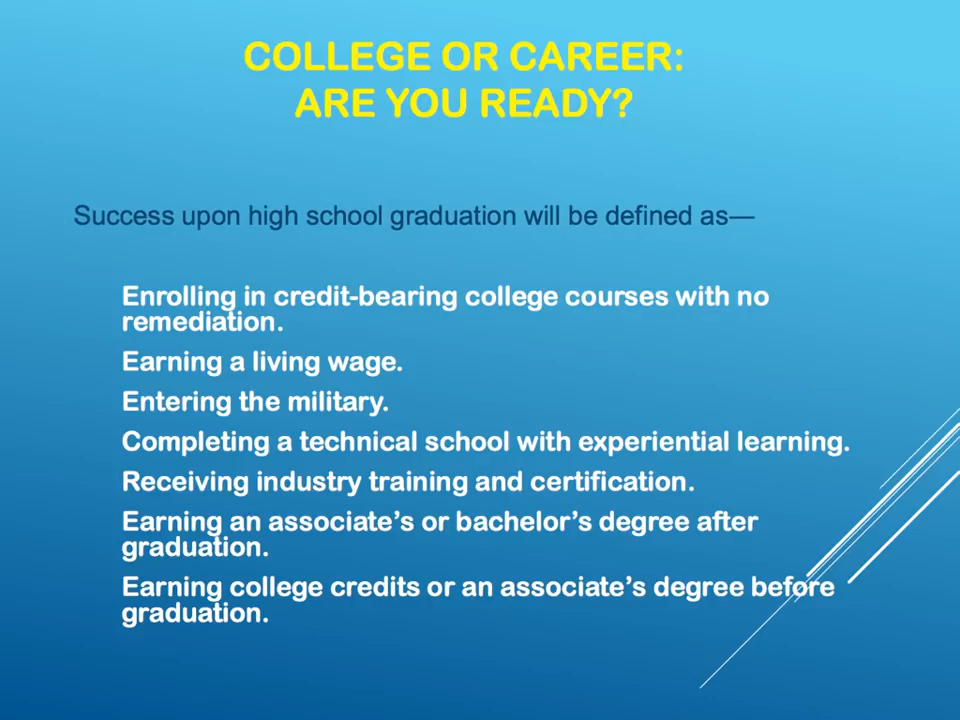 COLLEGE OR CAREER:
ARE YOU READY?
Success upon high school graduation will be defined as—
Enrolling in credit-bearing college courses with no
remediation.
Earning a living wage.
Entering the military.
Completing a technical school with experiential learning.
Receiving industry training and certification.
Earning an associate’s or bachelor’s degree after
graduation.
Earning college credits or an associate’s degree before
graduation.